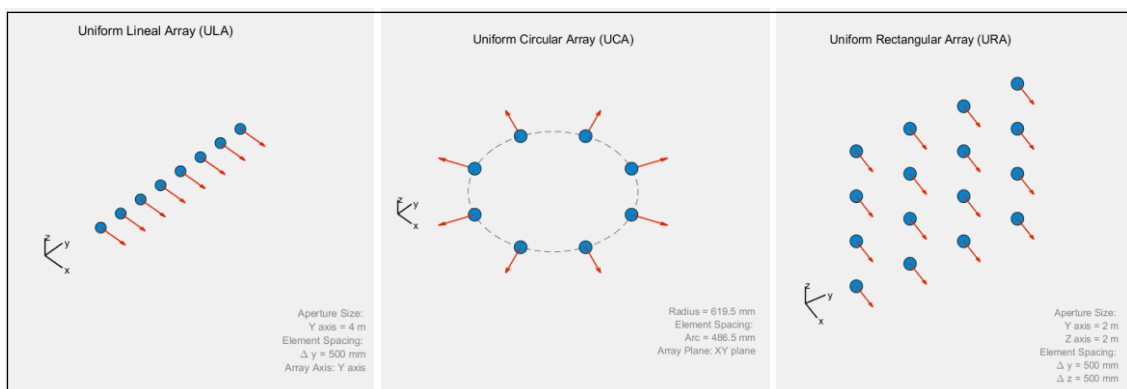 Uniform Lineal Array (ULA)
z
y
x
Aperture Size:
Y axis = 4 m
Element Spacing:
Δ y = 500 mm
Array Axis: Y axis
Uniform Circular Array (UCA)
z
y
x
Radius = 619.5 mm
Element Spacing:
Arc = 486.5 mm
Array Plane: XY plane
Uniform Rectangular Array (URA)
z
y
x
Aperture Size:
Y axis = 2 m
Z axis = 2 m
Element Spacing:
Δ y = 500 mm
Δ z = 500 mm